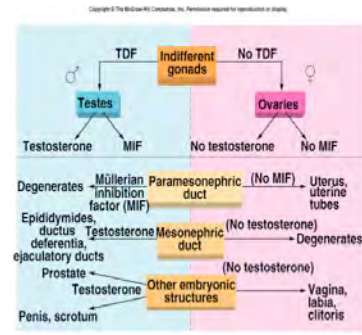 Copyright © The McGraw-Hill Companies, Inc. Permission required for reproduction or display.
TDF
Indifferent gonads
No TDF
♂
♀
Testes
Ovaries
Testosterone
MIF
No testosterone
No MIF
Degenerates
Müllerian
inhibition
factor (MIF)
Paramesonephric
duct
(No MIF)
Uterus,
uterine
tubes
Epididymides,
ductus
deferentia,
ejaculatory ducts
Testosterone
Mesonephric
duct
(No testosterone)
Degenerates
Prostate
Testosterone
Penis, scrotum
Other embryonic
structures
(No testosterone)
Vagina,
labia,
clitoris